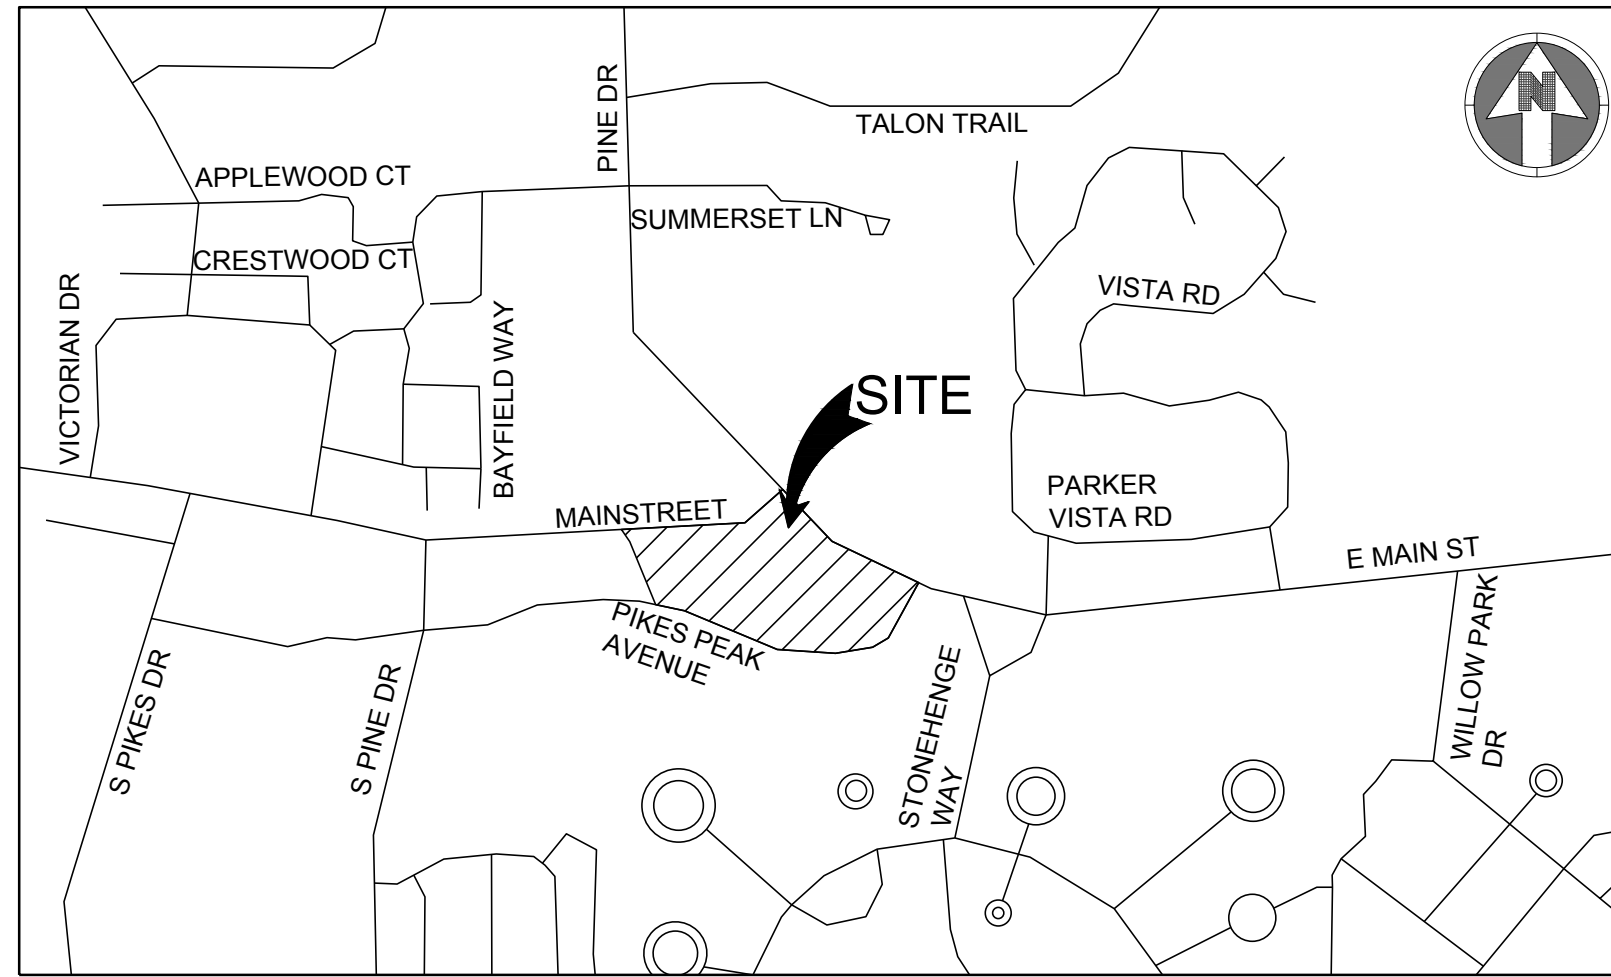 PINE DR
TALON TRAIL
N
APPLEWOOD CT
SUMMERSET LN
CRESTWOOD CT
VICTORIAN DR
BAYFIELD WAY
VISTA RD
SITE
MAINSTREET
PARKER
VISTA RD
E MAIN ST
PIKES PEAK
AVENUE
S PIKES DR
S PINE DR
STONEHENGE
WAY
WILLOW PARK
DR